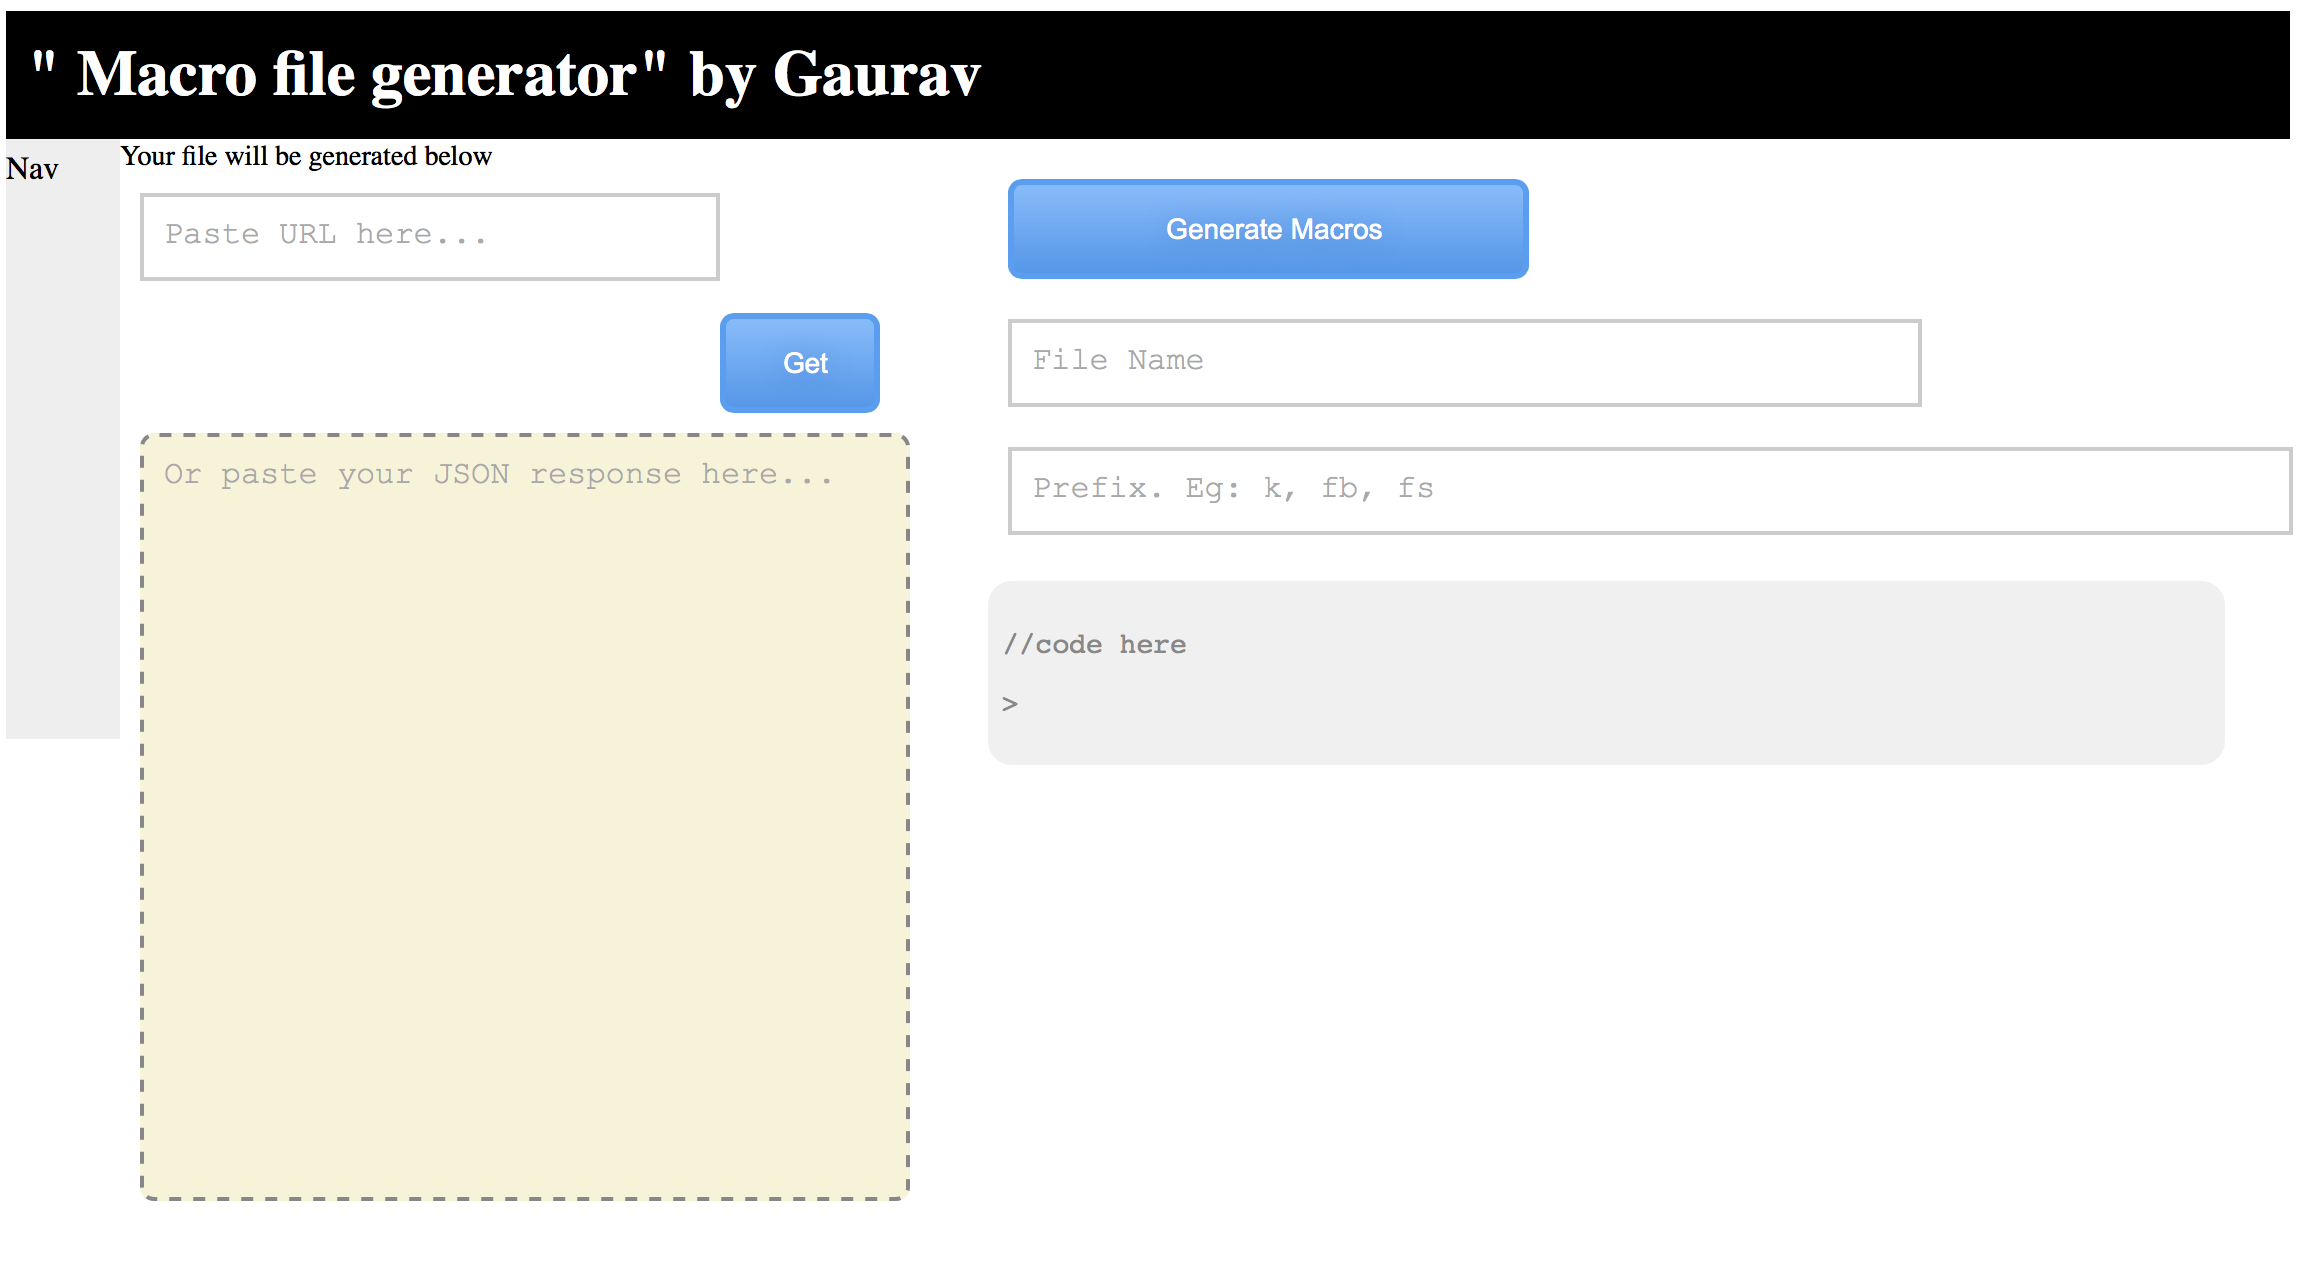 " Macro file generator" by Gaurav
Nav
Your file will be generated below
Paste URL here...
Get
Or paste your JSON response here...
Generate Macros
File Name
Prefix. Eg: k, fb, fs
//code here
>